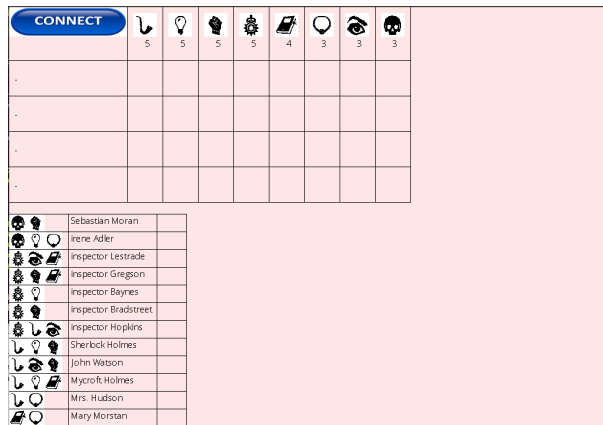 CONNECT
5 5 5 5 4 3 3 3
-
-
-
-
Sebastian Moran
irene Adler
inspector Lestrade
inspector Gregson
inspector Baynes
inspector Bradstreet
inspector Hopkins
Sherlock Holmes
John Watson
Mycroft Holmes
Mrs. Hudson
Mary Morstan